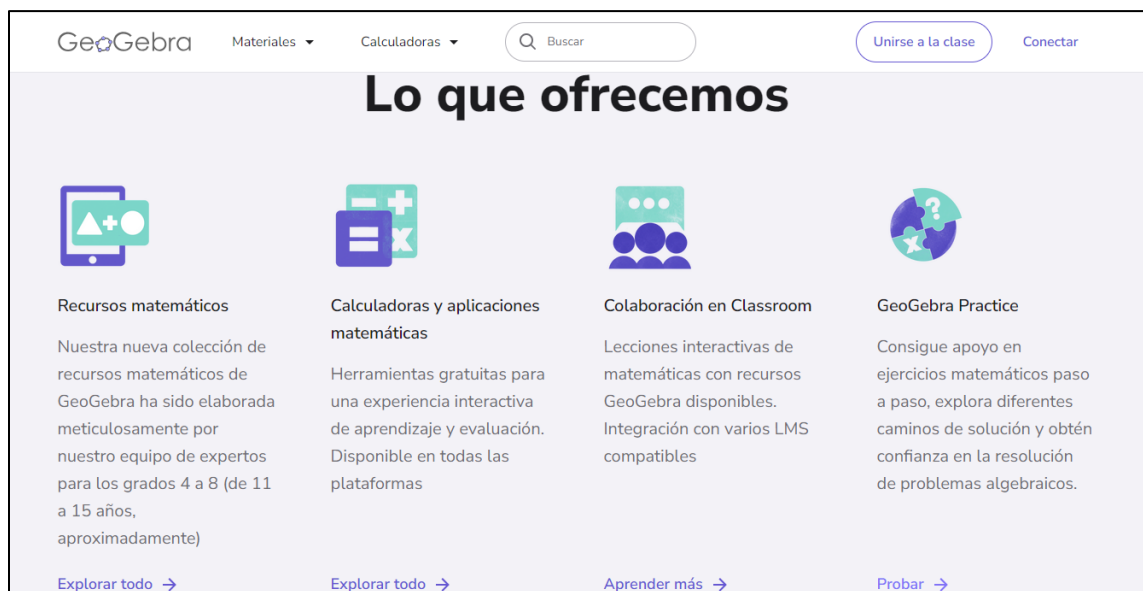 GeoGebra Materiales Calculadoras Buscar Unirse a la clase Conectar
Lo que ofrecemos
Recursos matemáticos
Nuestra nueva colección de
recursos matemáticos de
GeoGebra ha sido elaborada
meticulosamente por
nuestro equipo de expertos
para los grados 4 a 8 (de 11
a 15 años,
aproximadamente)
Explorar todo →
Calculadoras y aplicaciones
matemáticas
Herramientas gratuitas para
una experiencia interactiva
de aprendizaje y evaluación.
Disponible en todas las
plataformas
Explorar todo →
Colaboración en Classroom
Lecciones interactivas de
matemáticas con recursos
GeoGebra disponibles.
Integración con varios LMS
compatibles
Aprender más →
GeoGebra Practice
Consigue apoyo en
ejercicios matemáticos paso
a paso, explora diferentes
caminos de solución y obtén
confianza en la resolución
de problemas algebraicos.
Probar →